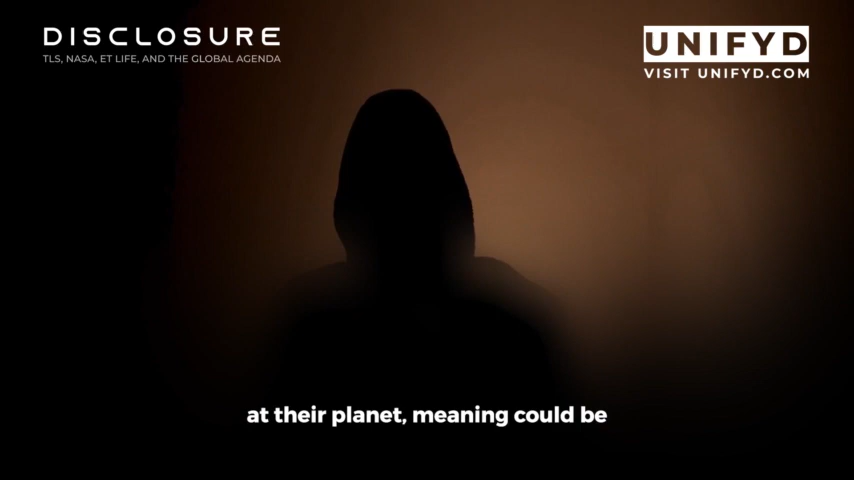 DISCLOSURE
TLS, NASA, ET LIFE, AND THE GLOBAL AGENDA
UNIFYD
VISIT UNIFYD.COM
at their planet, meaning could be